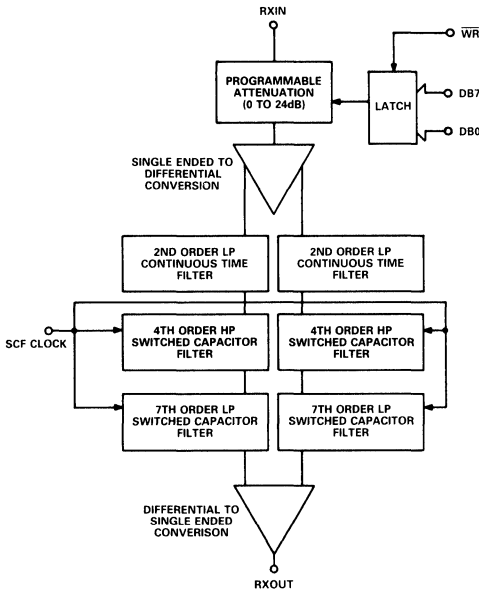 RXIN
WR
PROGRAMMABLE
ATTENUATION
(0 TO 24dB)
LATCH
DB7
DB0
SINGLE ENDED TO
DIFFERENTIAL
CONVERSION
2ND ORDER LP
CONTINUOUS TIME
FILTER
2ND ORDER LP
CONTINUOUS TIME
FILTER
SCF CLOCK
4TH ORDER HP
SWITCHED CAPACITOR
FILTER
4TH ORDER HP
SWITCHED CAPACITOR
FILTER
7TH ORDER LP
SWITCHED CAPACITOR
FILTER
7TH ORDER LP
SWITCHED CAPACITOR
FILTER
DIFFERENTIAL TO
SINGLE ENDED
CONVERISON
RXOUT